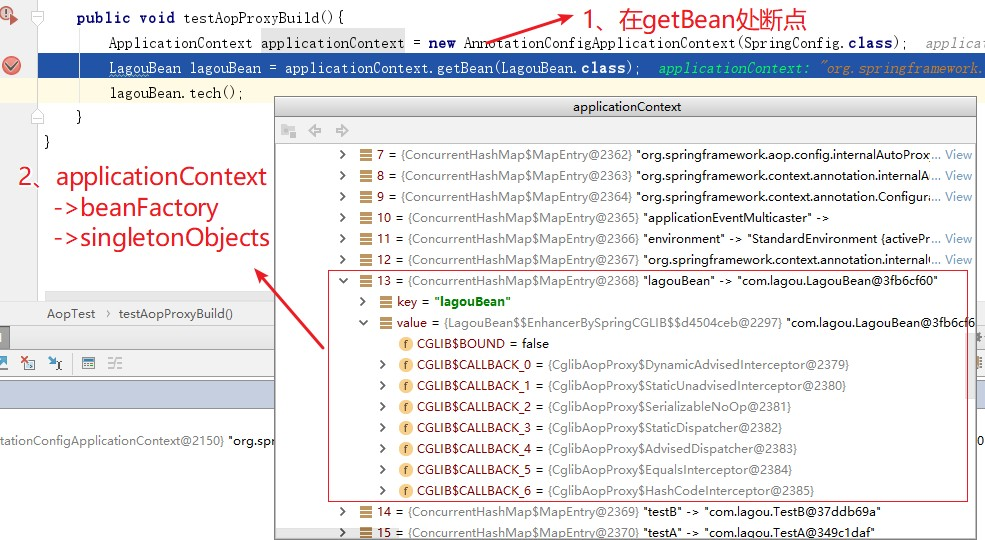 public void testAopProxyBuild(){
1、在getBean处断点
ApplicationContext applicationContext = new AnnotationConfigApplicationContext(SpringConfig.class);
LagouBean lagouBean = applicationContext.getBean(LagouBean.class); applicationContext: "org.springframework.
lagouBean.tech();
}
}
2、applicationContext
->beanFactory
->singletonObjects
applicationContext
7 = {ConcurrentHashMap$MapEntry@2362} "org.springframework.aop.config.internalAutoProx… View
8 = {ConcurrentHashMap$MapEntry@2363} "org.springframework.context.annotation.internalA… View
9 = {ConcurrentHashMap$MapEntry@2364} "org.springframework.context.annotation.Configura… View
10 = {ConcurrentHashMap$MapEntry@2365} "applicationEventMulticaster" ->
11 = {ConcurrentHashMap$MapEntry@2366} "environment" -> "StandardEnvironment {activePr… View
12 = {ConcurrentHashMap$MapEntry@2367} "org.springframework.context.annotation.internal… View
13 = {ConcurrentHashMap$MapEntry@2368} "lagouBean" -> "com.lagou.LagouBean@3fb6cf60"
key = "lagouBean"
value = {LagouBean$$EnhancerBySpringCGLIB$$d4504ceb@2297} "com.lagou.LagouBean@3fb6cf6
CGLIB$BOUND = false
CGLIB$CALLBACK_0 = {CglibAopProxy$DynamicAdvisedInterceptor@2379}
CGLIB$CALLBACK_1 = {CglibAopProxy$StaticUnadvisedInterceptor@2380}
CGLIB$CALLBACK_2 = {CglibAopProxy$SerializableNoOp@2381}
CGLIB$CALLBACK_3 = {CglibAopProxy$StaticDispatcher@2382}
CGLIB$CALLBACK_4 = {CglibAopProxy$AdvisedDispatcher@2383}
CGLIB$CALLBACK_5 = {CglibAopProxy$EqualsInterceptor@2384}
CGLIB$CALLBACK_6 = {CglibAopProxy$HashCodeInterceptor@2385}
14 = {ConcurrentHashMap$MapEntry@2369} "testB" -> "com.lagou.TestB@37ddb69a"
15 = {ConcurrentHashMap$MapEntry@2370} "testA" -> "com.lagou.TestA@349c1daf"
AopTest > testAopProxyBuild()
tationConfigApplicationContext@2150} "org.spr